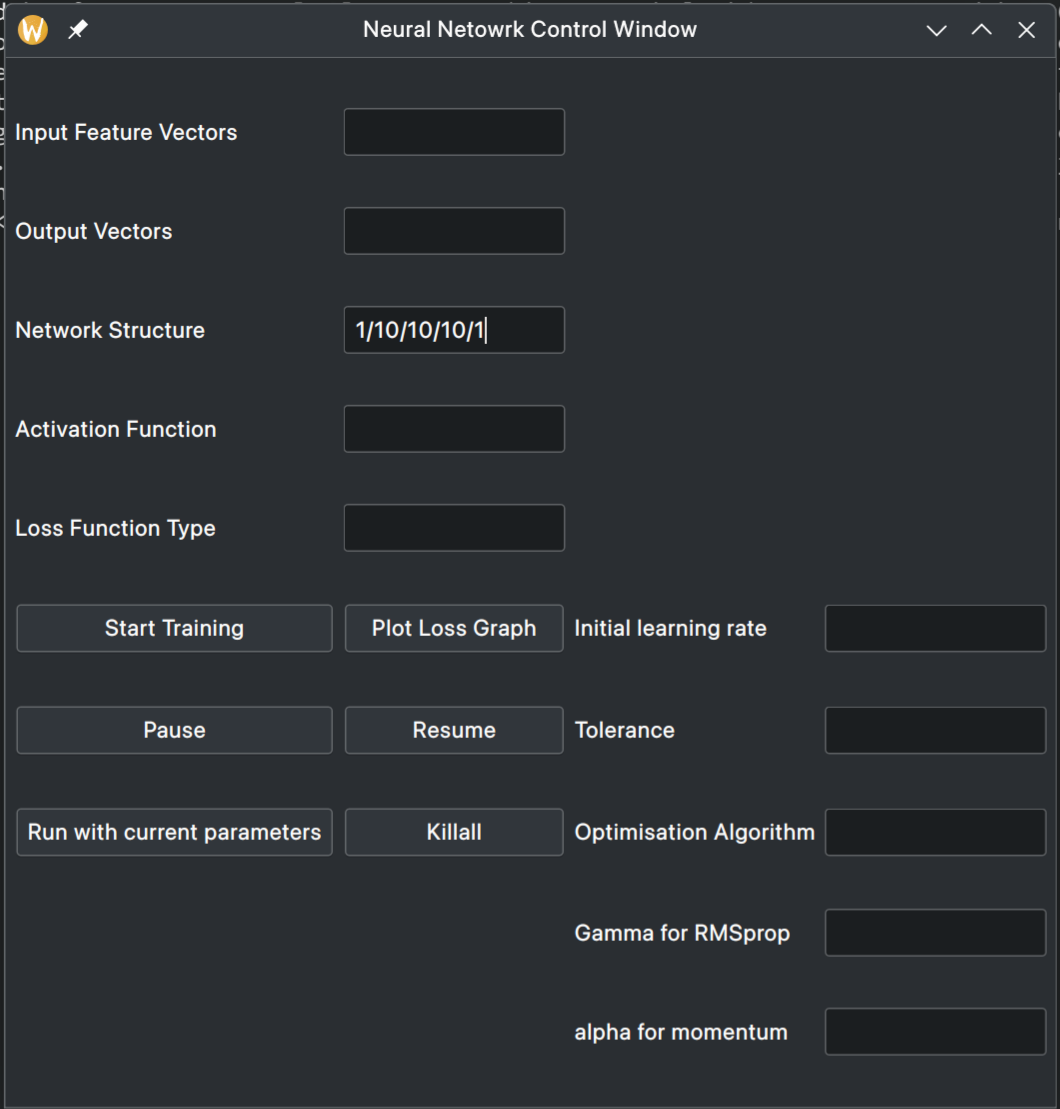 Neural Netowrk Control Window
Input Feature Vectors
Output Vectors
Network Structure 1/10/10/10/1
Activation Function
Loss Function Type
Start Training Plot Loss Graph Initial learning rate
Pause Resume Tolerance
Run with current parameters Killall Optimisation Algorithm
Gamma for RMSprop
alpha for momentum